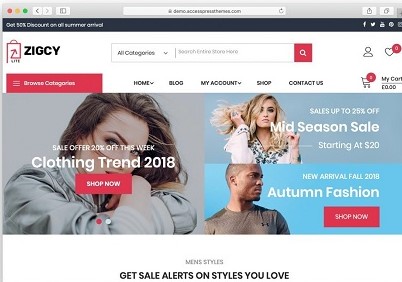 demo.accesspressthemes.com
Get 50% Discount on all summer arrival
ZIGCY
LITE
All Categories
Search Entire Store Here
0
Browse Categories
HOME
BLOG
MY ACCOUNT
SHOP
CONTACT US
0
My Cart
£0.00
SALE OFFER 20% OFF THIS WEEK
Clothing Trend 2018
SHOP NOW
SALES UP TO 25% OFF
Mid Season Sale
Starting At $20
NEW ARRIVAL FALL 2018
Autumn Fashion
SHOP NOW
MENS STYLES
GET SALE ALERTS ON STYLES YOU LOVE